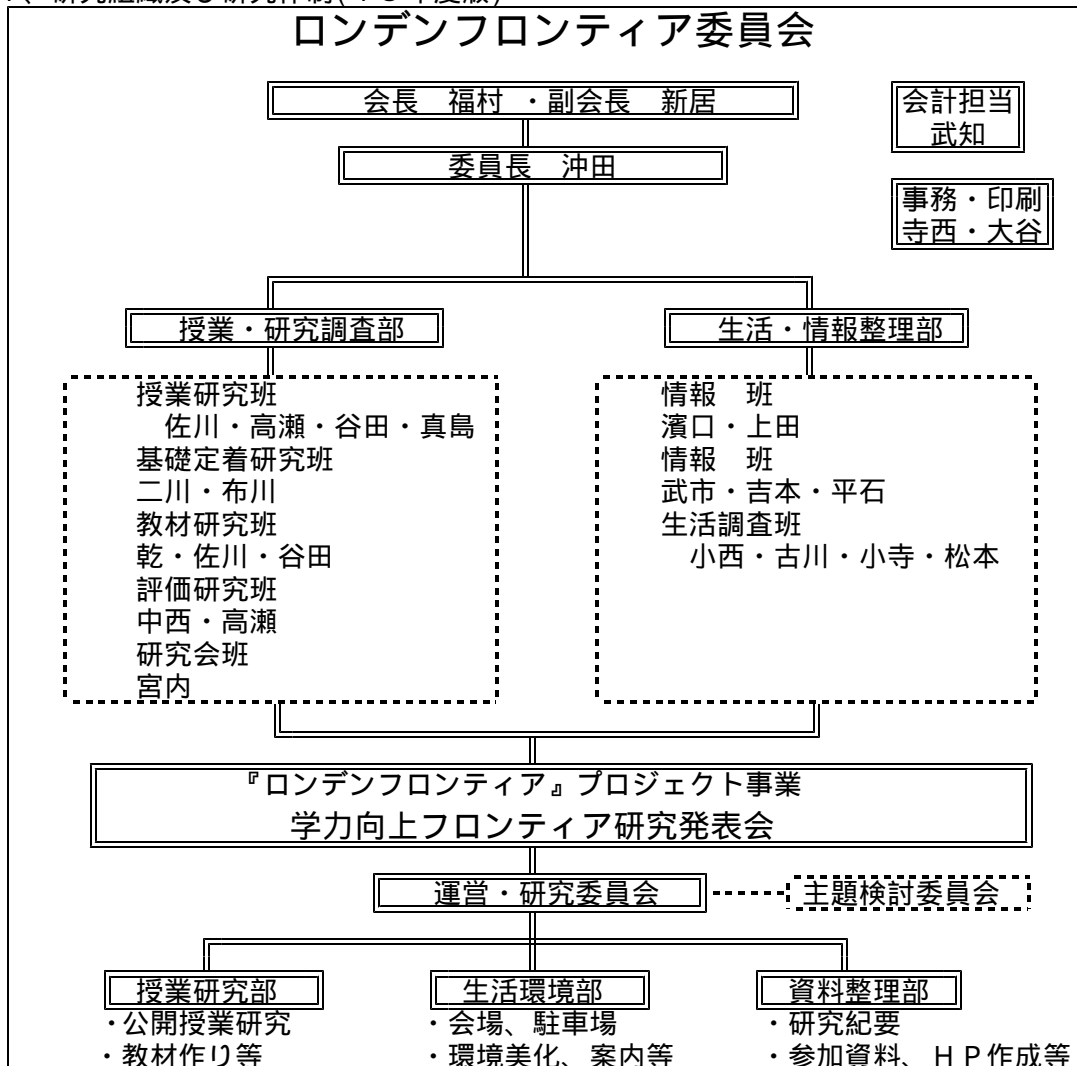 ロンデンフロンティア委員会
会長 福村 ・副会長 新居
会計担当
武知
委員長 沖田
事務・印刷
寺西・大谷
授業・研究調査部
生活・情報整理部
授業研究班
佐川・高瀬・谷田・真島
基礎定着研究班
二川・布川
教材研究班
乾・佐川・谷田
評価研究班
中西・高瀬
研究会班
宮内
情報 班
濱口・上田
情報 班
武市・吉本・平石
生活調査班
小西・古川・小寺・松本
『ロンデンフロンティア』プロジェクト事業
学力向上フロンティア研究発表会
運営・研究委員会
主題検討委員会
授業研究部
・公開授業研究
・教材作り等
生活環境部
・会場、駐車場
・環境美化、案内等
資料整理部
・研究紀要
・参加資料、ＨＰ作成等